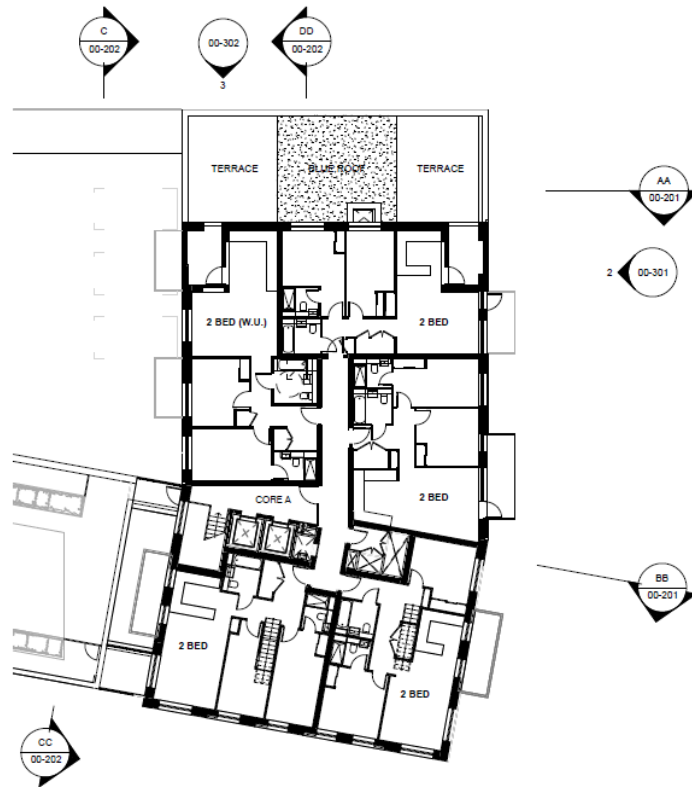 C
00-202
00-302
3
DD
00-202
TERRACE
BLUE ROOF
TERRACE
AA
00-201
2
00-301
2 BED (W.U.)
2 BED
2 BED
CORE A
BB
00-201
2 BED
2 BED
CC
00-202